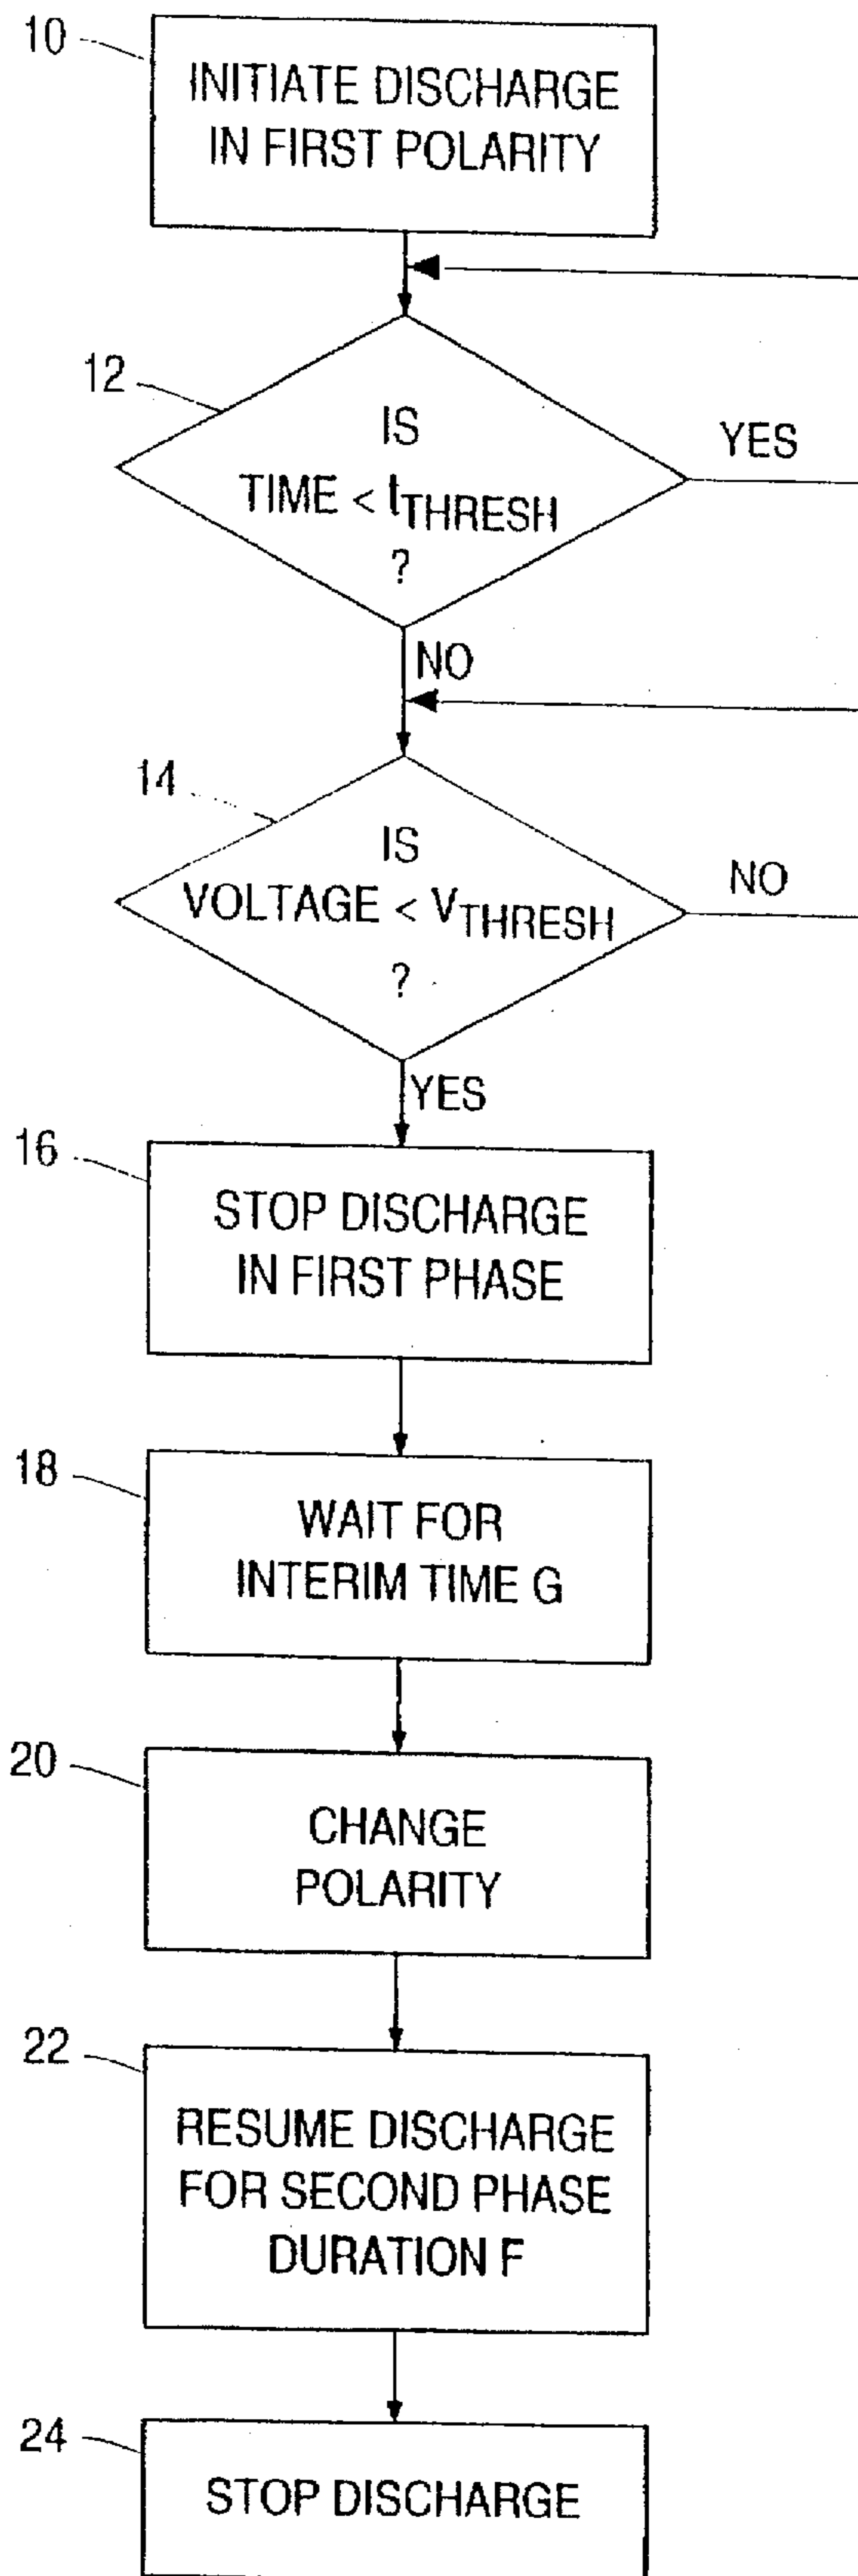 10
INITIATE DISCHARGE
IN FIRST POLARITY
12
IS
TIME < tTHRESH
?
YES
NO
14
IS
VOLTAGE < VTHRESH
?
NO
YES
16
STOP DISCHARGE
IN FIRST PHASE
18
WAIT FOR
INTERIM TIME G
20
CHANGE
POLARITY
22
RESUME DISCHARGE
FOR SECOND PHASE
DURATION F
24
STOP DISCHARGE